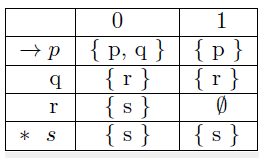 0 1
→ p { p, q } { p }
q { r } { r }
r { s } ∅
* s { s } { s }